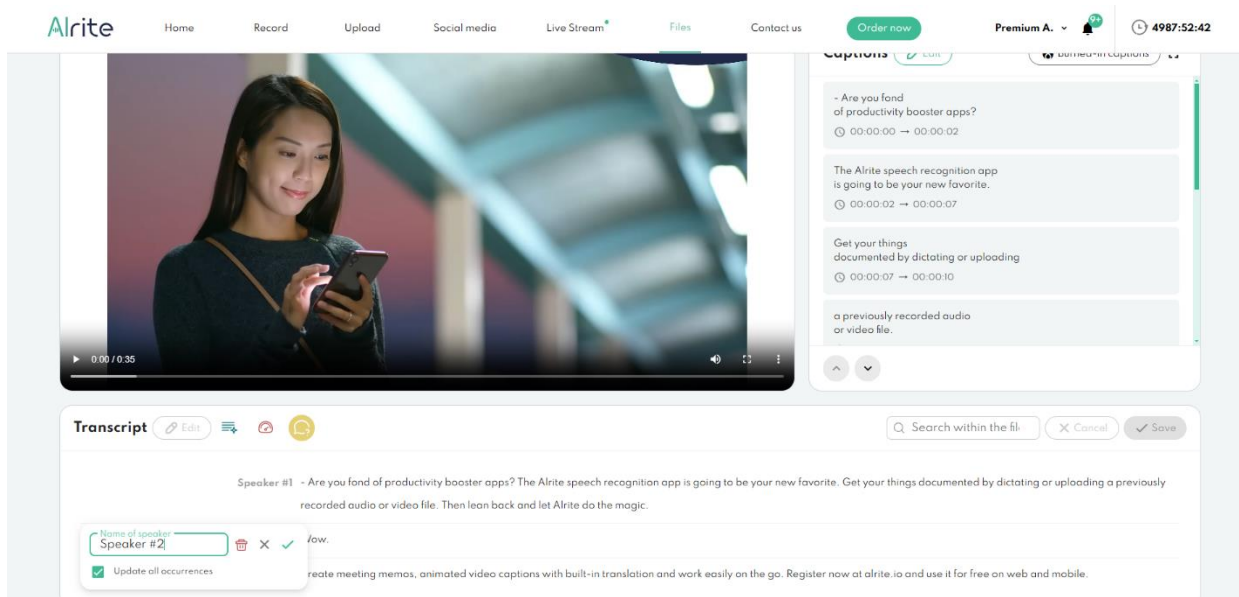 Alrite
Home
Record
Upload
Social media
Live Stream
Files
Contact us
Order now
Premium A.
9+
4987:52:42
Captions
Edit
Burned-in captions
- Are you fond
of productivity booster apps?
00:00:00 → 00:00:02
The Alrite speech recognition app
is going to be your new favorite.
00:00:02 → 00:00:07
Get your things
documented by dictating or uploading
00:00:07 → 00:00:10
a previously recorded audio
or video file.
0:00 / 0:35
Transcript
Edit
Search within the fil
Cancel
Save
Speaker #1
- Are you fond of productivity booster apps? The Alrite speech recognition app is going to be your new favorite. Get your things documented by dictating or uploading a previously
recorded audio or video file. Then lean back and let Alrite do the magic.
Name of speaker
Speaker #2
Update all occurrences
Wow.
reate meeting memos, animated video captions with built-in translation and work easily on the go. Register now at alrite.io and use it for free on web and mobile.